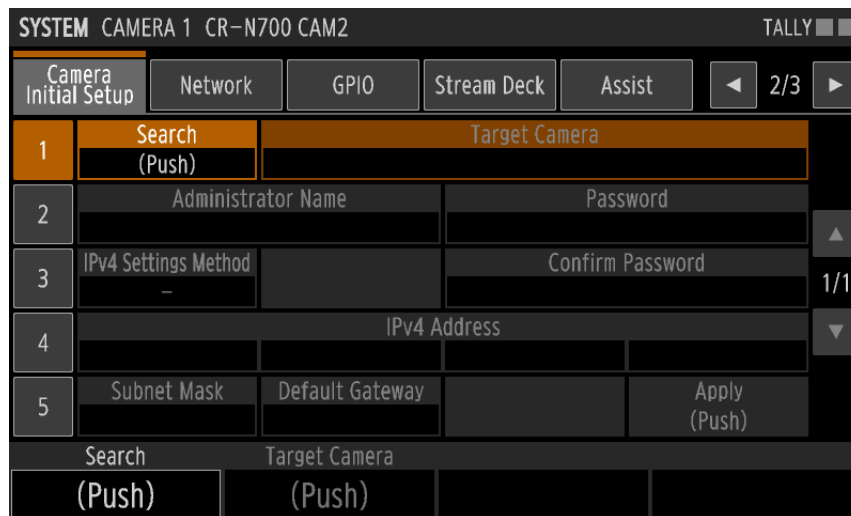 SYSTEM CAMERA 1 CR-N700 CAM2 TALLY
Camera Initial Setup Network GPIO Stream Deck Assist ◄ 2/3 ►
1 Search Target Camera
(Push)
2 Administrator Name Password
3 IPv4 Settings Method Confirm Password
–
1/1
4 IPv4 Address
5 Subnet Mask Default Gateway Apply
(Push)
Search Target Camera
(Push) (Push)